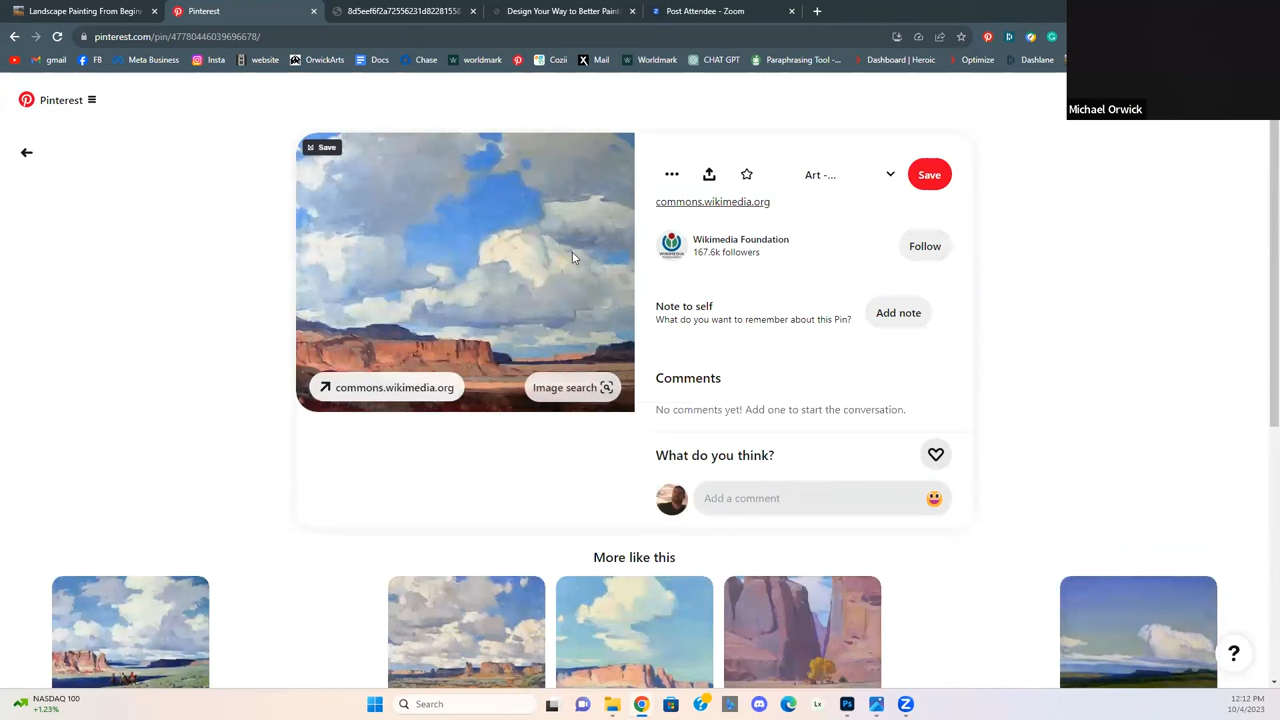 Landscape Painting From Beginn
Pinterest
8d5eef6f2a72556231d8228155
Design Your Way to Better Paintin
Post Attendee - Zoom
pinterest.com/pin/47780446039696678/
gmail
FB
Meta Business
Insta
website
OrwickArts
Docs
Chase
worldmark
Cozii
Mail
Worldmark
CHAT GPT
Paraphrasing Tool -...
Dashboard | Heroic
Optimize
Dashlane
Michael Orwick
Pinterest
Save
Art -...
Save
commons.wikimedia.org
Wikimedia Foundation
167.6k followers
Follow
Note to self
What do you want to remember about this Pin?
Add note
commons.wikimedia.org
Image search
Comments
No comments yet! Add one to start the conversation.
What do you think?
Add a comment
More like this
?
NASDAQ 100
+1.23%
Search
Lx
Ps
12:12 PM
10/4/2023